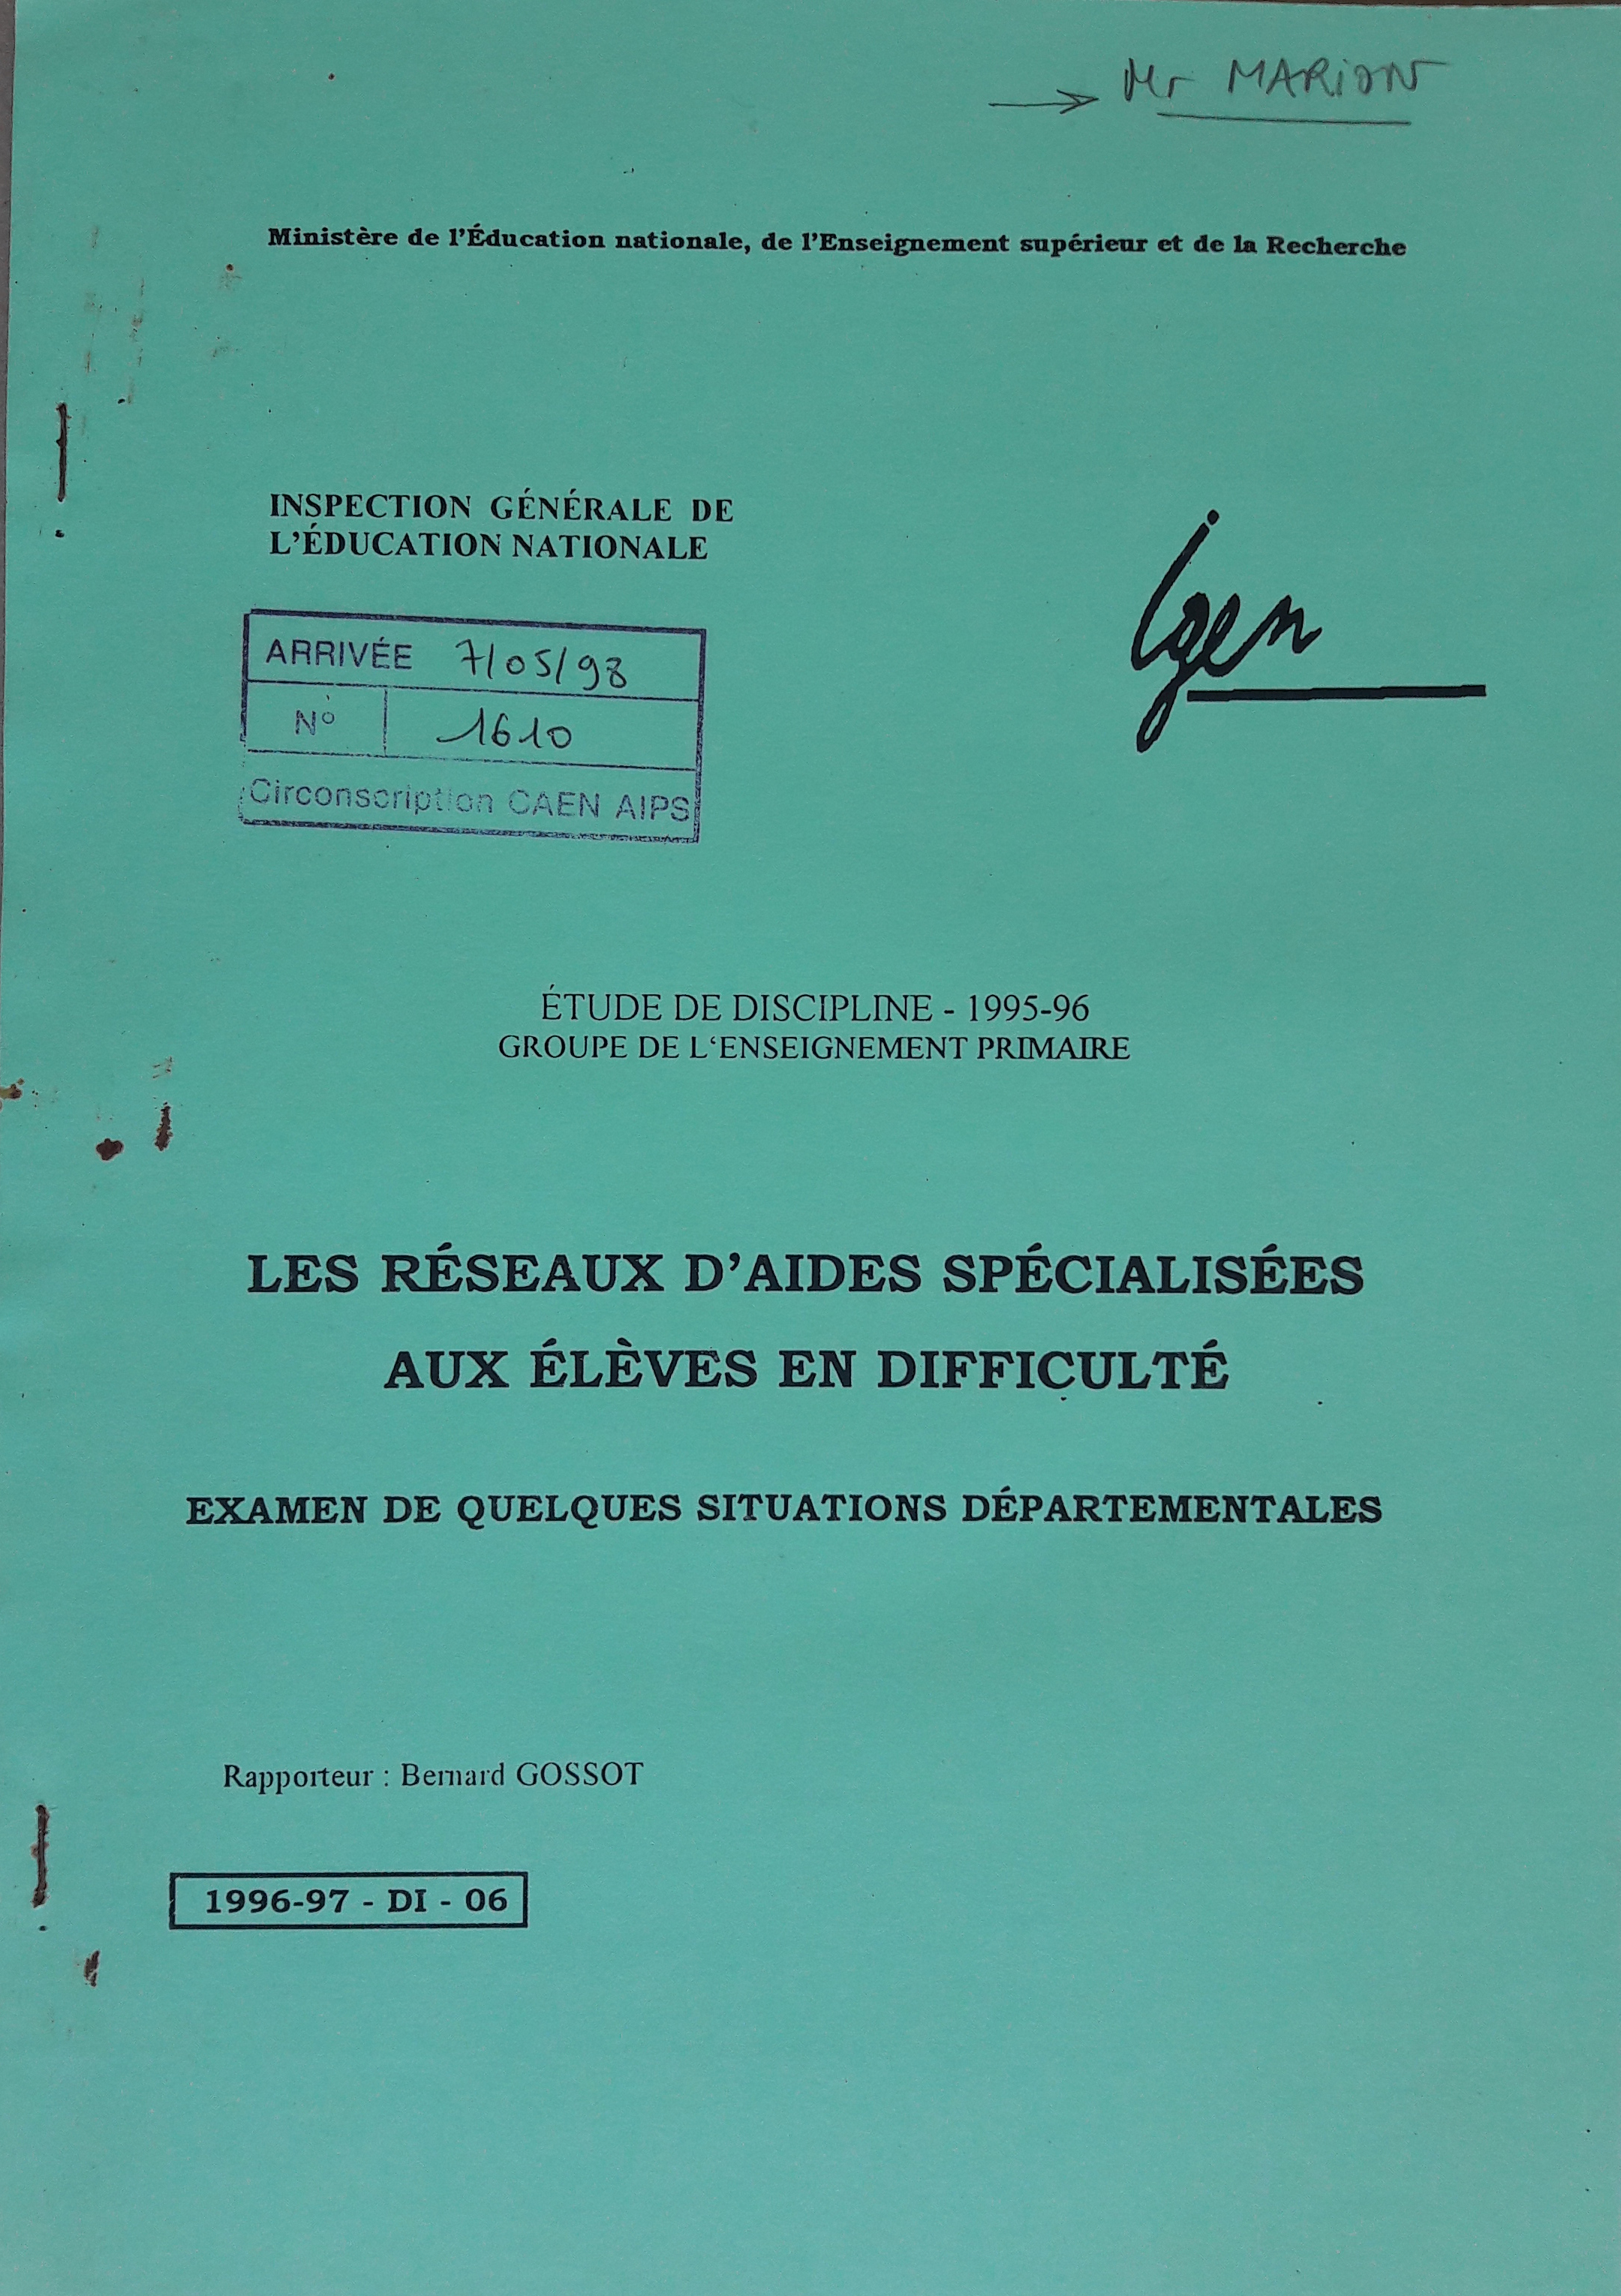 → Mr MARION
Ministère de l'Éducation nationale, de l'Enseignement supérieur et de la Recherche
INSPECTION GÉNÉRALE DE
L'ÉDUCATION NATIONALE
igen
ARRIVÉE 7/05/98
N° 1610
Circonscription CAEN AIPS
ÉTUDE DE DISCIPLINE - 1995-96
GROUPE DE L'ENSEIGNEMENT PRIMAIRE
LES RÉSEAUX D'AIDES SPÉCIALISÉES
AUX ÉLÈVES EN DIFFICULTÉ
EXAMEN DE QUELQUES SITUATIONS DÉPARTEMENTALES
Rapporteur : Bernard GOSSOT
1996-97 - DI - 06